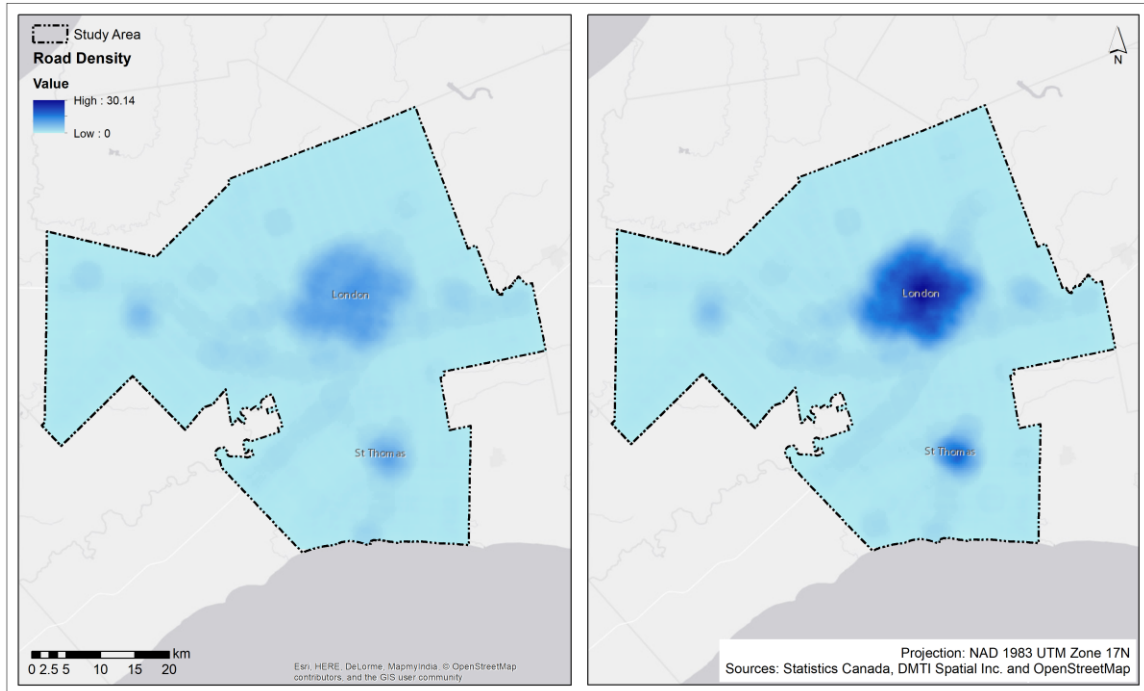 Study Area
Road Density
Value
High : 30.14
Low : 0
London
St Thomas
km
0 2.5 5 10 15 20
Esri, HERE, DeLorme, MapmyIndia, © OpenStreetMap
contributors, and the GIS user community
N
London
St Thomas
Projection: NAD 1983 UTM Zone 17N
Sources: Statistics Canada, DMTI Spatial Inc. and OpenStreetMap